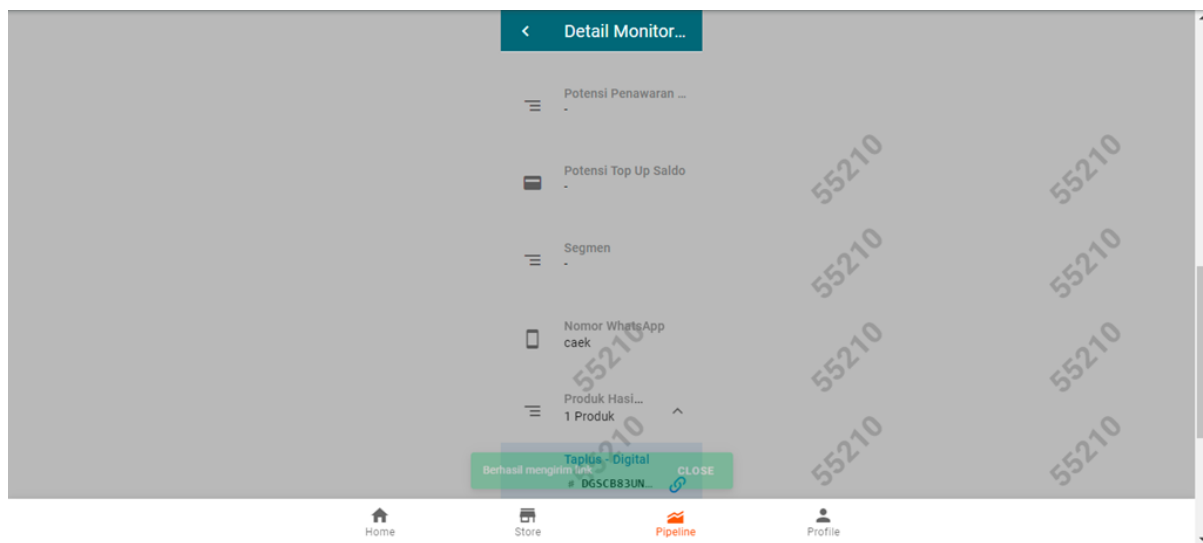 Detail Monitor...
Potensi Penawaran ...
-
Potensi Top Up Saldo
-
55210
55210
Segmen
-
55210
55210
Nomor WhatsApp
caek
55210
55210
55210
Produk Hasi...
1 Produk
55210
55210
55210
Taplus - Digital
Berhasil mengirim link
CLOSE
# DGSCB83UN...
Home
Store
Pipeline
Profile